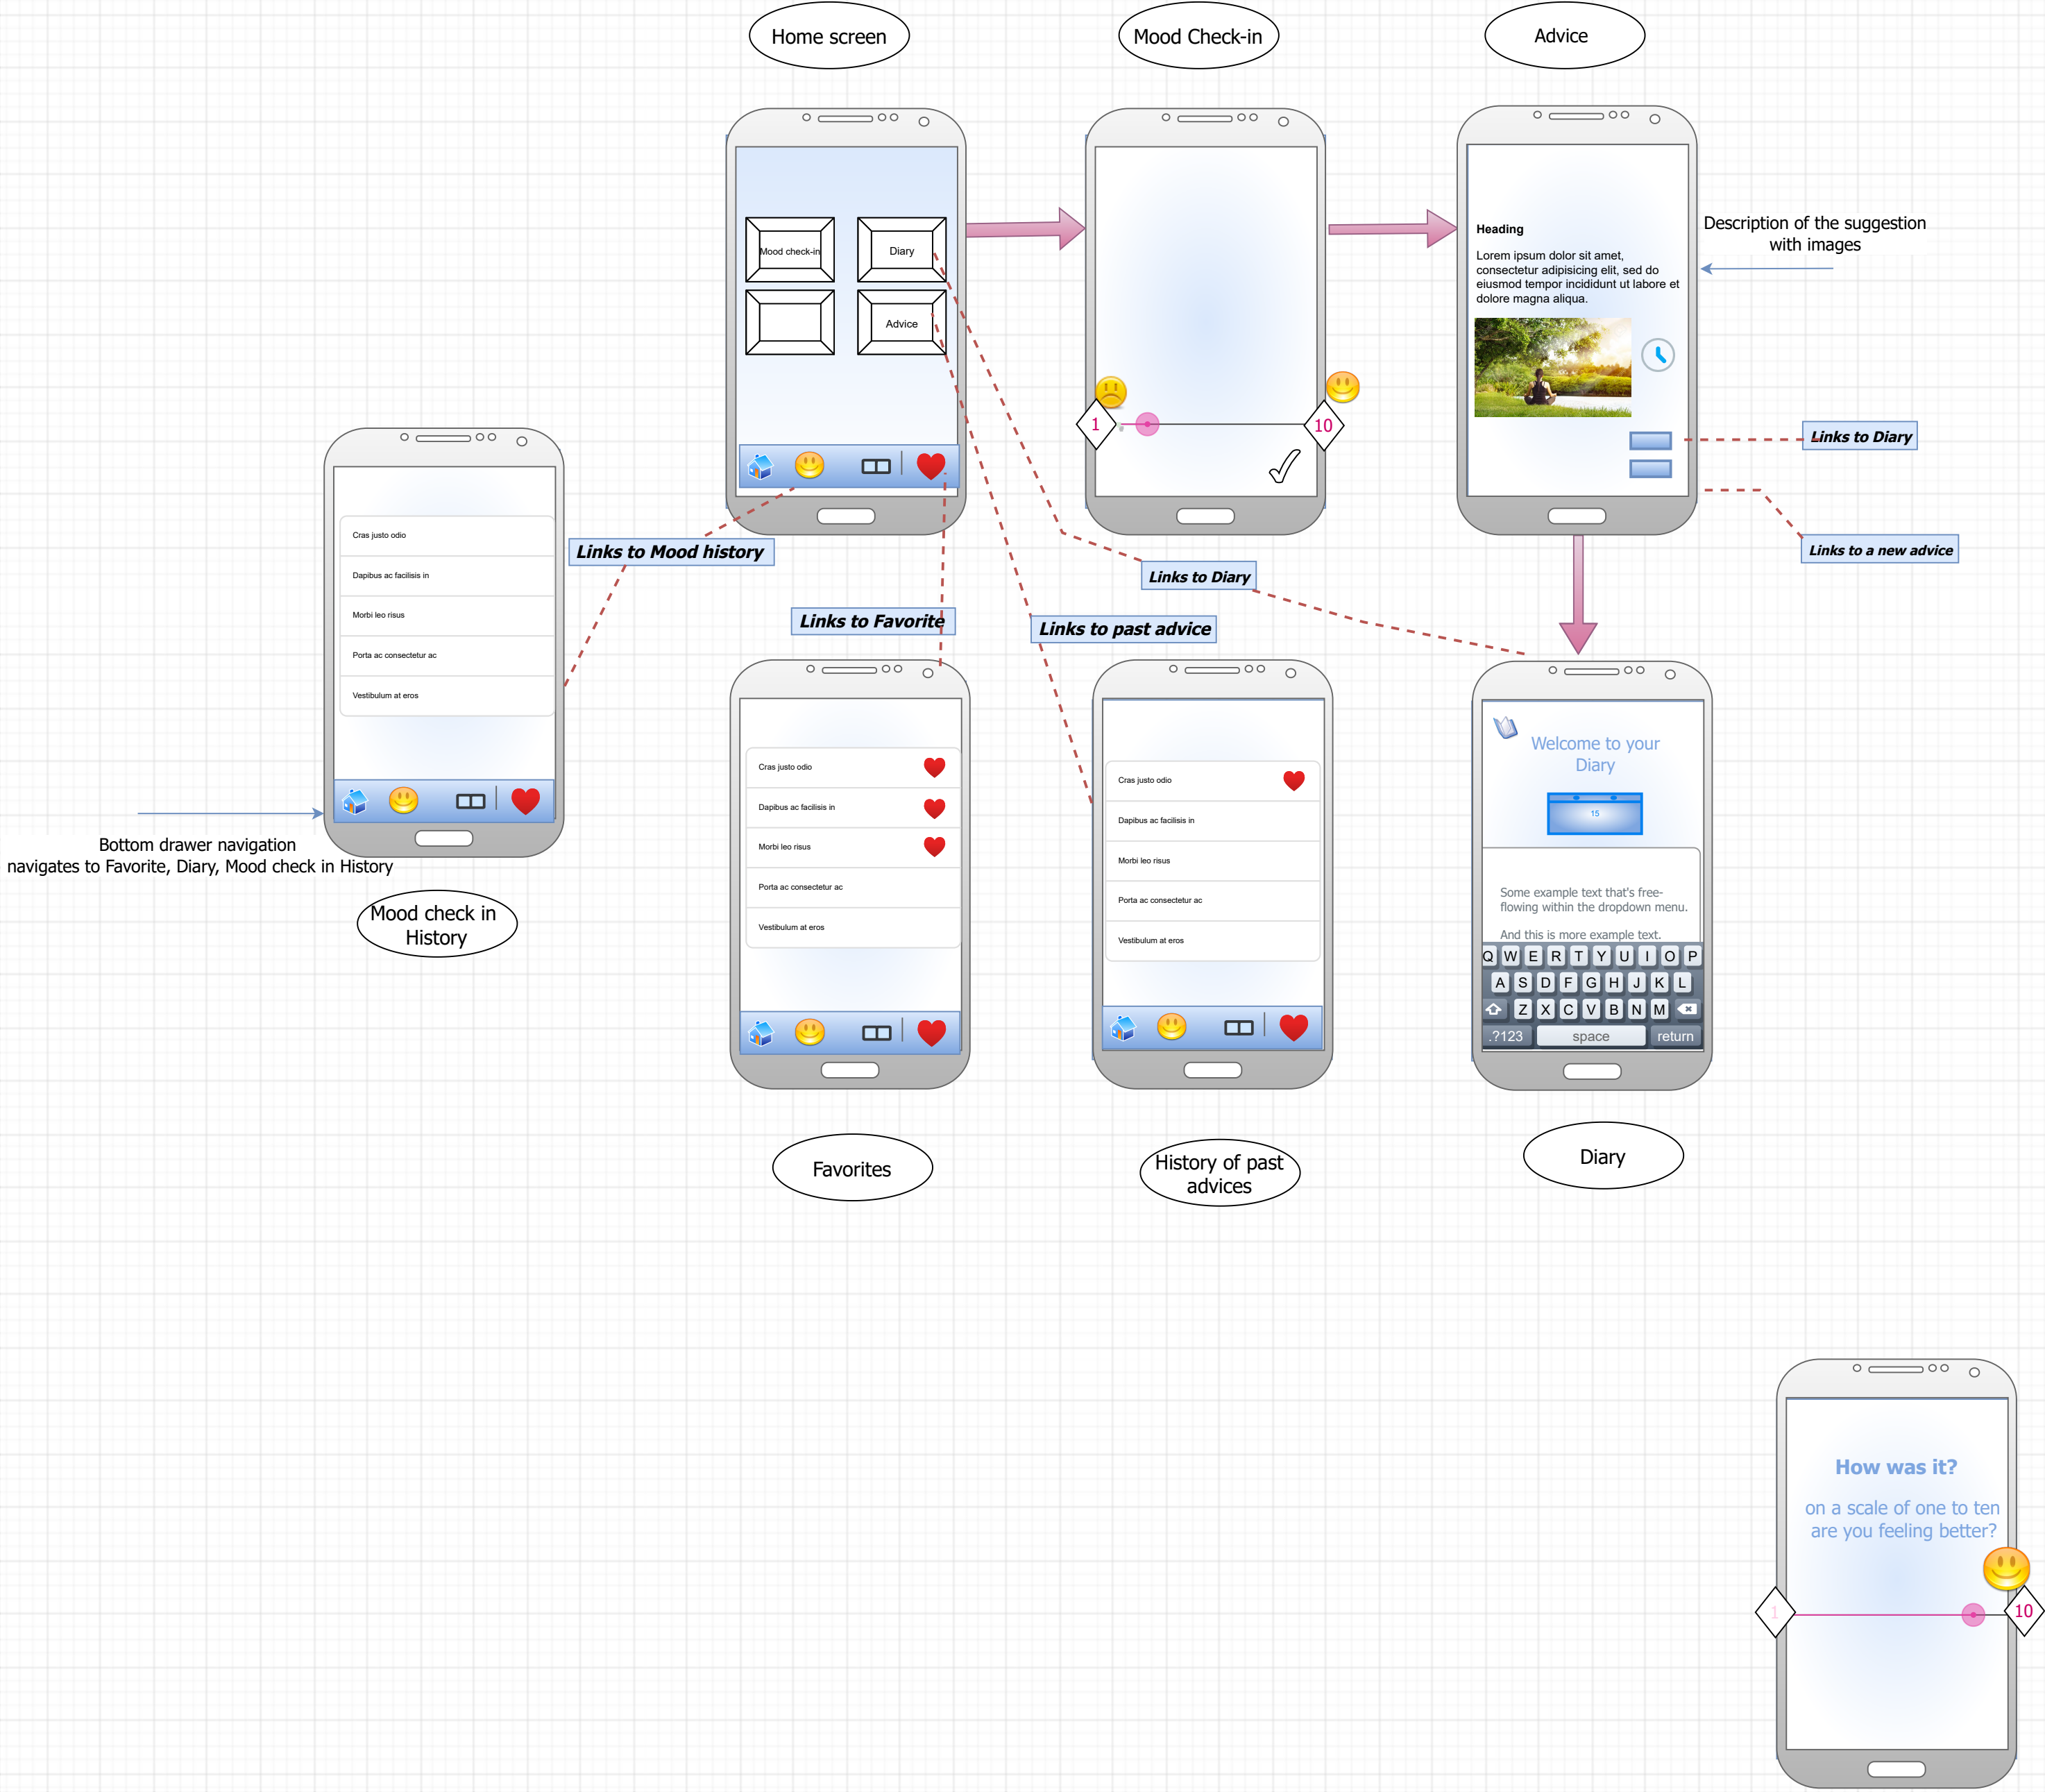 Home screen
Mood Check-in
Advice
Mood check-in
Diary
Advice
1
10
Heading
Lorem ipsum dolor sit amet,
consectetur adipisicing elit, sed do
eiusmod tempor incididunt ut labore et
dolore magna aliqua.
Description of the suggestion
with images
Links to Diary
Links to a new advice
Links to Mood history
Links to Favorite
Links to past advice
Links to Diary
Cras justo odio
Dapibus ac facilisis in
Morbi leo risus
Porta ac consectetur ac
Vestibulum at eros
Bottom drawer navigation
navigates to Favorite, Diary, Mood check in History
Mood check in
History
Cras justo odio
Dapibus ac facilisis in
Morbi leo risus
Porta ac consectetur ac
Vestibulum at eros
Favorites
Cras justo odio
Dapibus ac facilisis in
Morbi leo risus
Porta ac consectetur ac
Vestibulum at eros
History of past
advices
Welcome to your
Diary
15
Some example text that's free-
flowing within the dropdown menu.
And this is more example text.
Q W E R T Y U I O P
A S D F G H J K L
Z X C V B N M
.?123 space return
Diary
How was it?
on a scale of one to ten
are you feeling better?
1
10